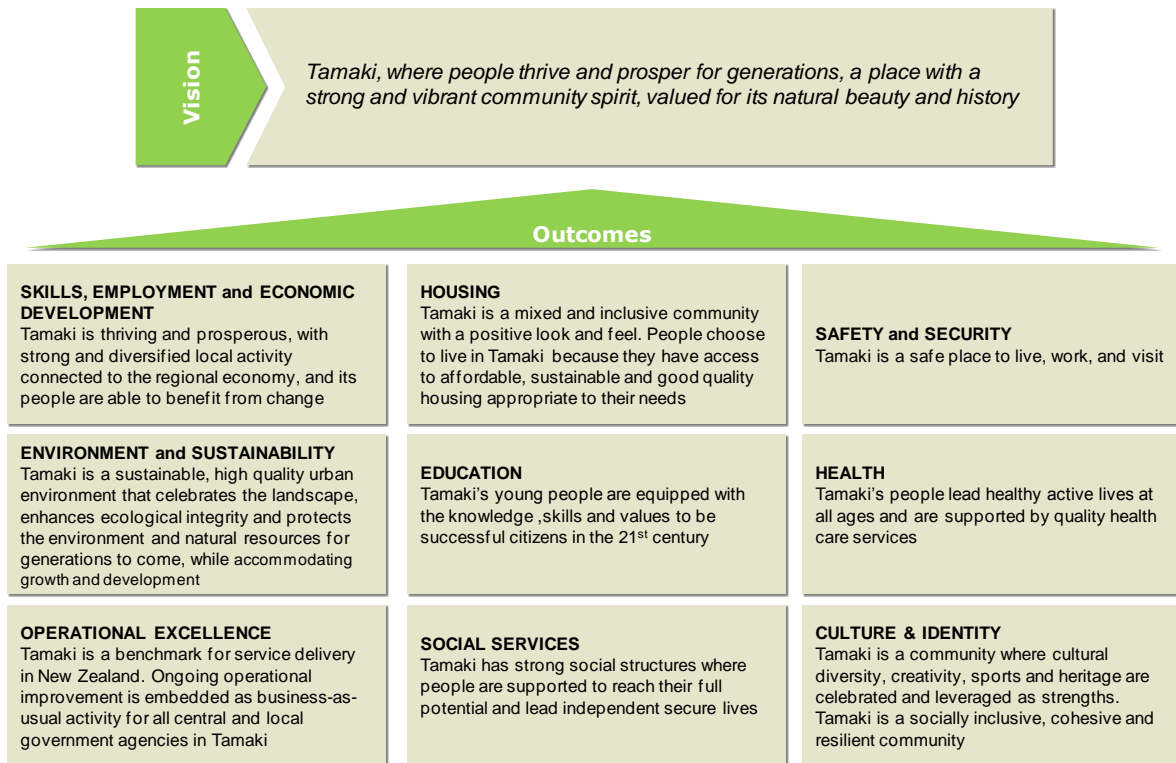 Vision
Tamaki, where people thrive and prosper for generations, a place with a
strong and vibrant community spirit, valued for its natural beauty and history
Outcomes
SKILLS, EMPLOYMENT and ECONOMIC
DEVELOPMENT
Tamaki is thriving and prosperous, with
strong and diversified local activity
connected to the regional economy, and its
people are able to benefit from change
HOUSING
Tamaki is a mixed and inclusive community
with a positive look and feel. People choose
to live in Tamaki because they have access
to affordable, sustainable and good quality
housing appropriate to their needs
SAFETY and SECURITY
Tamaki is a safe place to live, work, and visit
ENVIRONMENT and SUSTAINABILITY
Tamaki is a sustainable, high quality urban
environment that celebrates the landscape,
enhances ecological integrity and protects
the environment and natural resources for
generations to come, while accommodating
growth and development
EDUCATION
Tamaki's young people are equipped with
the knowledge ,skills and values to be
successful citizens in the 21st century
HEALTH
Tamaki's people lead healthy active lives at
all ages and are supported by quality health
care services
OPERATIONAL EXCELLENCE
Tamaki is a benchmark for service delivery
in New Zealand. Ongoing operational
improvement is embedded as business-as-
usual activity for all central and local
government agencies in Tamaki
SOCIAL SERVICES
Tamaki has strong social structures where
people are supported to reach their full
potential and lead independent secure lives
CULTURE & IDENTITY
Tamaki is a community where cultural
diversity, creativity, sports and heritage are
celebrated and leveraged as strengths.
Tamaki is a socially inclusive, cohesive and
resilient community